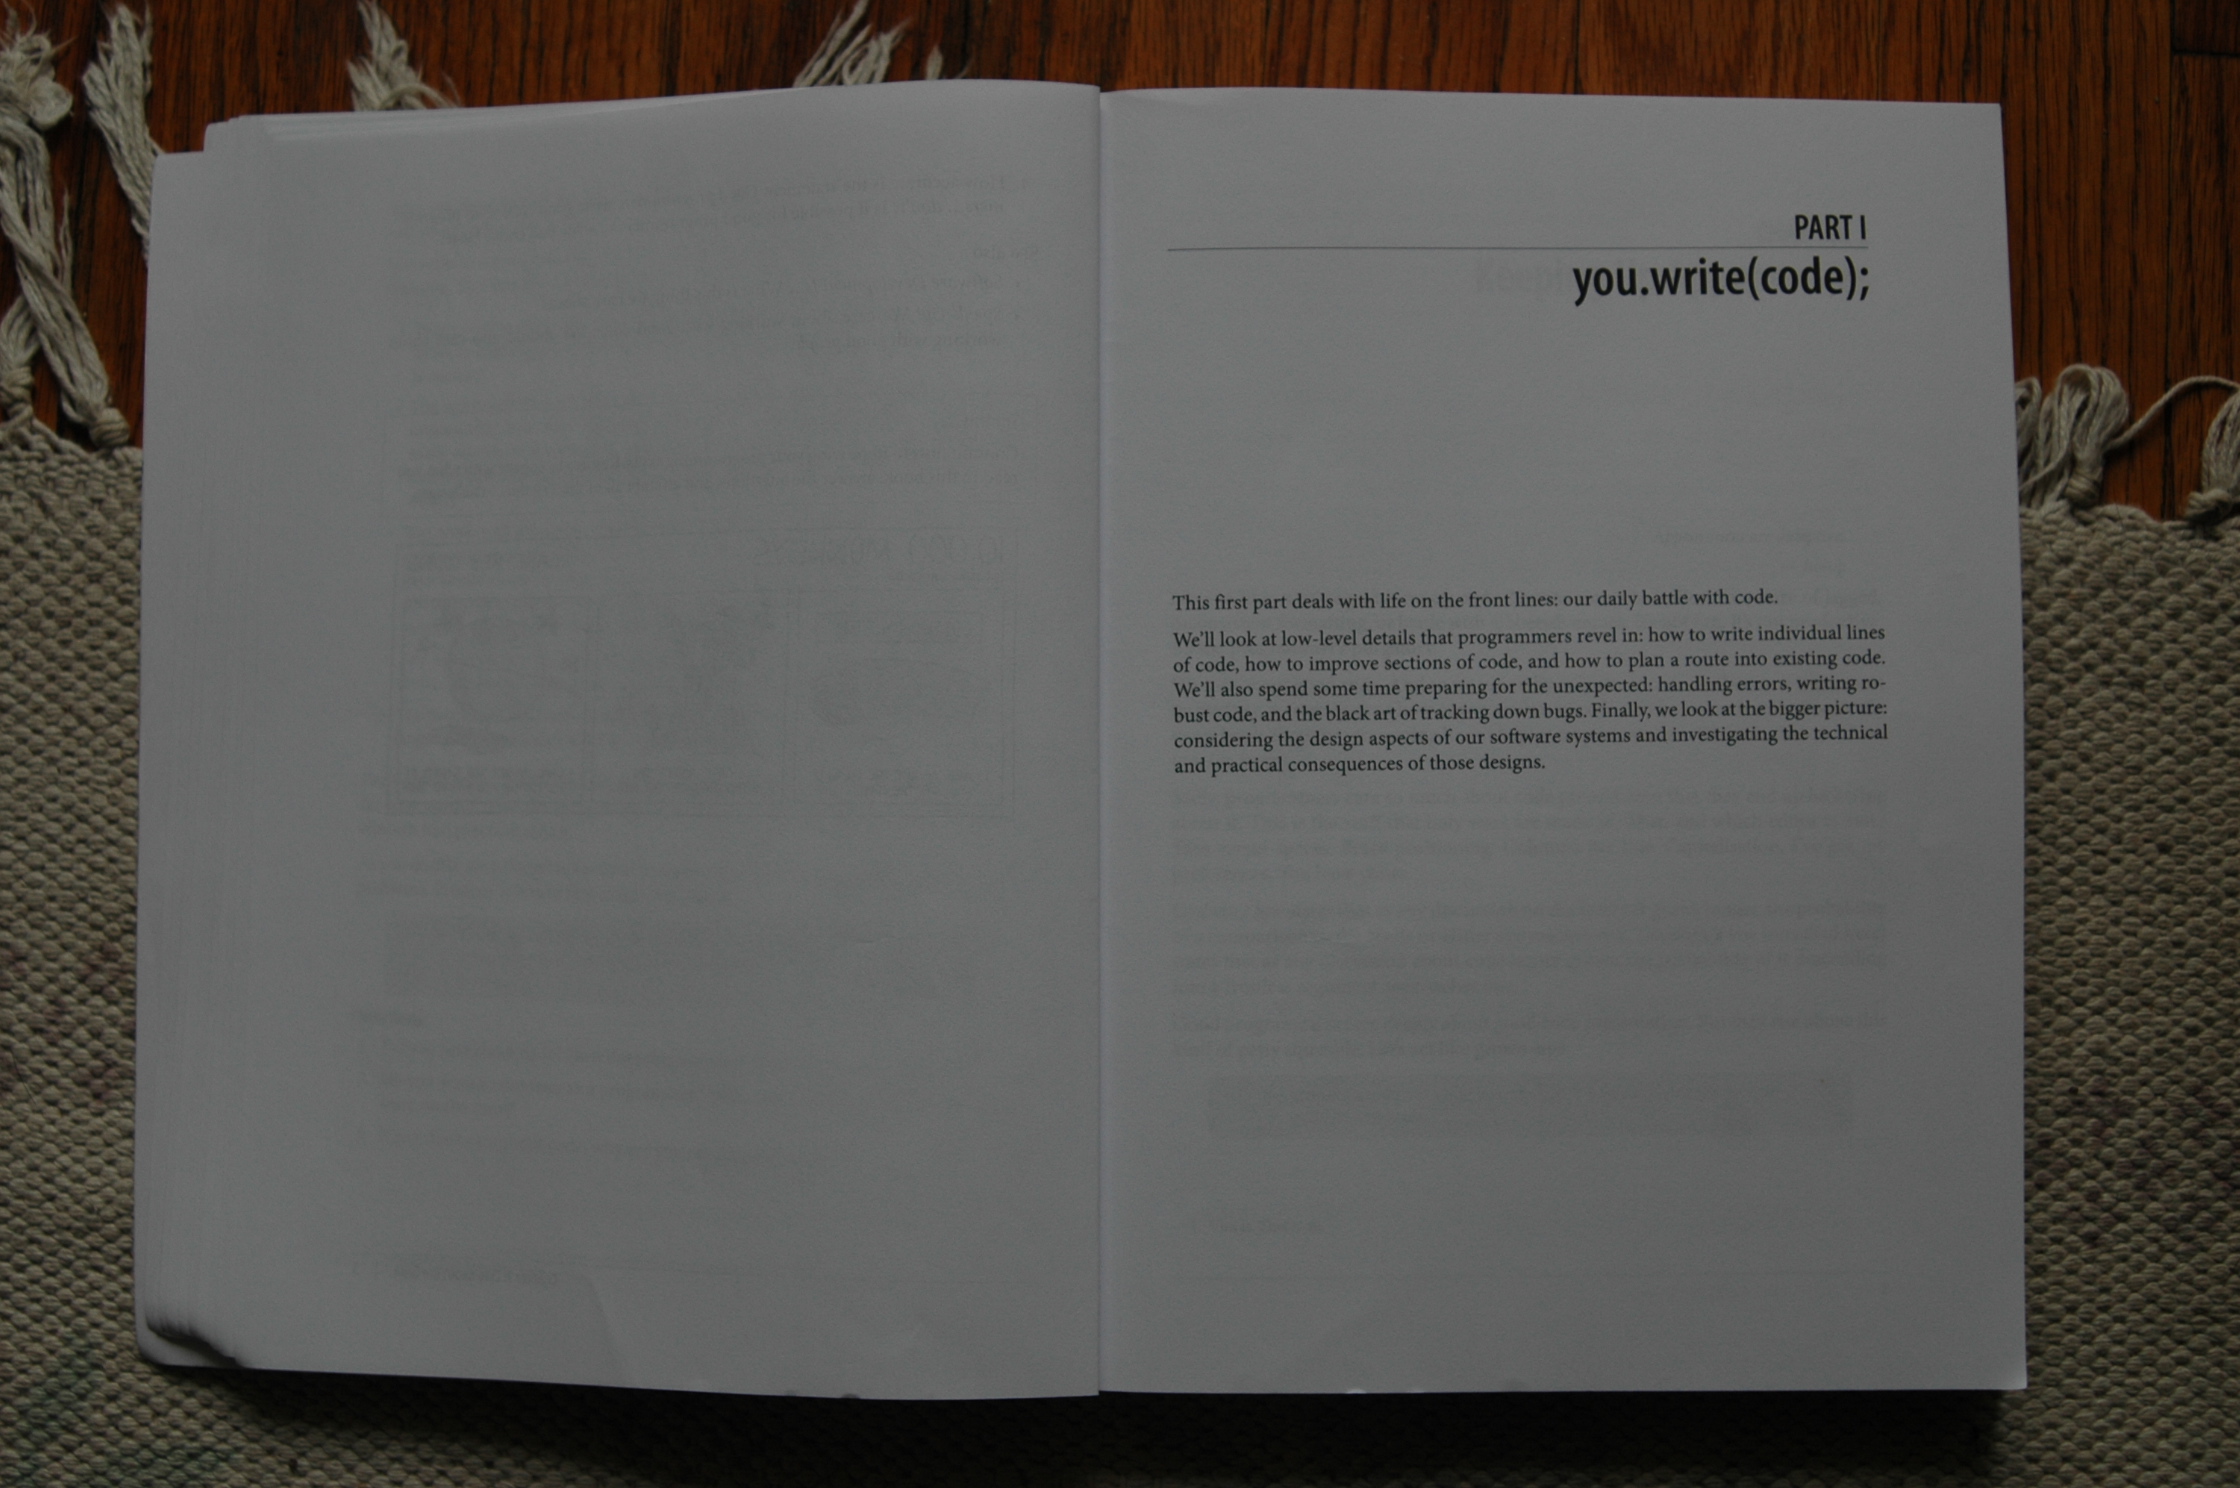 PART I
you.write(code);
This first part deals with life on the front lines: our daily battle with code.
We'll look at low-level details that programmers revel in: how to write individual lines
of code, how to improve sections of code, and how to plan a route into existing code.
We'll also spend some time preparing for the unexpected: handling errors, writing ro-
bust code, and the black art of tracking down bugs. Finally, we look at the bigger picture:
considering the design aspects of our software systems and investigating the technical
and practical consequences of those designs.